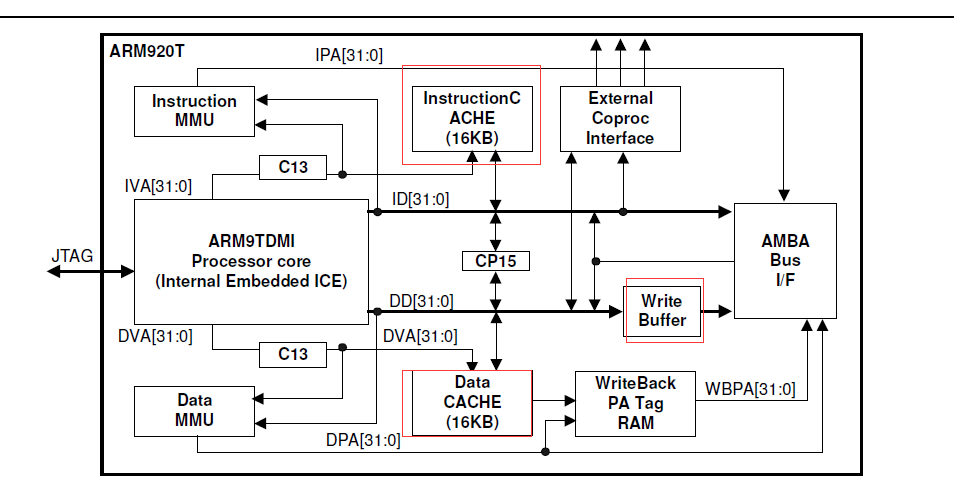 ARM920T
IPA[31:0]
Instruction
MMU
InstructionC
ACHE
(16KB)
External
Coproc
Interface
C13
IVA[31:0]
ID[31:0]
ARM9TDMI
Processor core
(Internal Embedded ICE)
JTAG
CP15
AMBA
Bus
I/F
DD[31:0]
Write
Buffer
DVA[31:0]
C13
DVA[31:0]
Data
MMU
Data
CACHE
(16KB)
WriteBack
PA Tag
RAM
WBPA[31:0]
DPA[31:0]